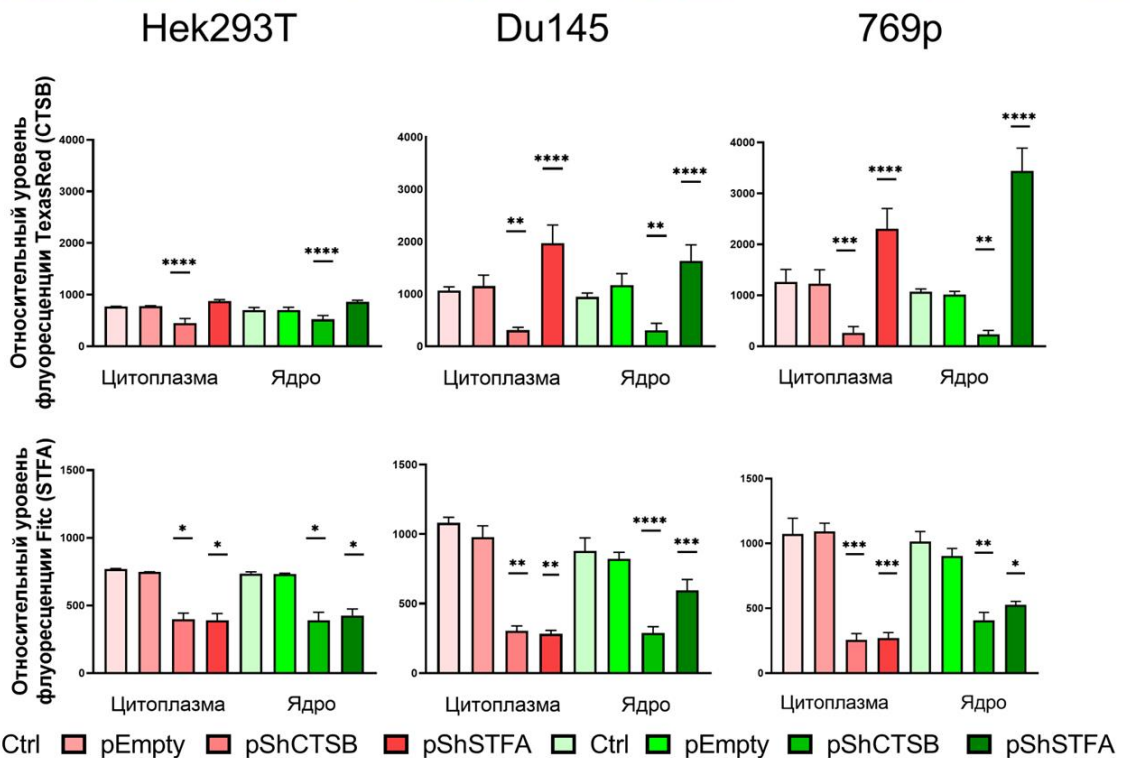 Hek293T
Du145
769p
Относительный уровень
флуоресценции TexasRed (CTSB)
4000
3000
2000
1000
0
****
****
Цитоплазма
Ядро
4000
3000
2000
1000
0
**
****
**
****
Цитоплазма
Ядро
4000
3000
2000
1000
0
***
****
**
****
Цитоплазма
Ядро
Относительный уровень
флуоресценции Fitc (STFA)
1500
1000
500
0
*
*
*
*
Цитоплазма
Ядро
1500
1000
500
0
**
**
****
***
Цитоплазма
Ядро
1500
1000
500
0
***
***
**
*
Цитоплазма
Ядро
Ctrl pEmpty pShCTSB pShSTFA Ctrl pEmpty pShCTSB pShSTFA